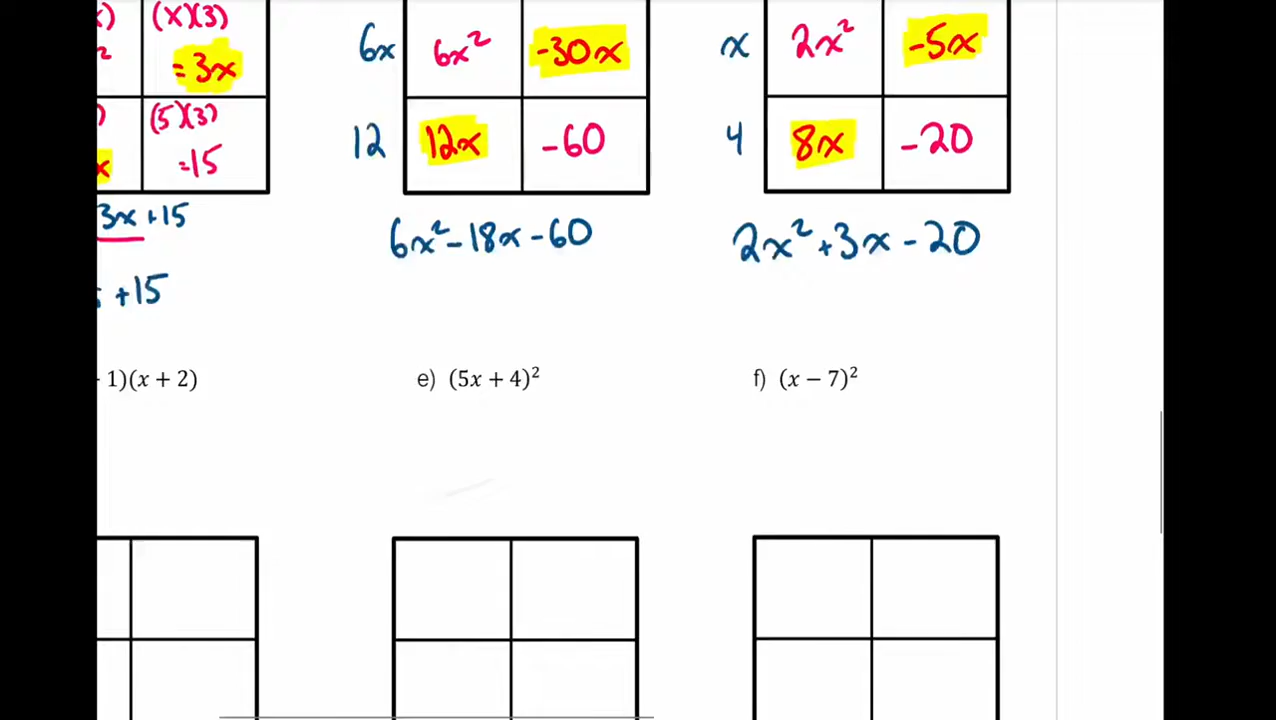 (x)(3)
= 3x
(5)(3)
=15
x
3x +15
+15
6x 6x² -30x
12 12x -60
6x² - 18x - 60
x 2x² -5x
4 8x -20
2x² + 3x - 20
1)(x + 2)
e) (5x + 4)²
f) (x − 7)²